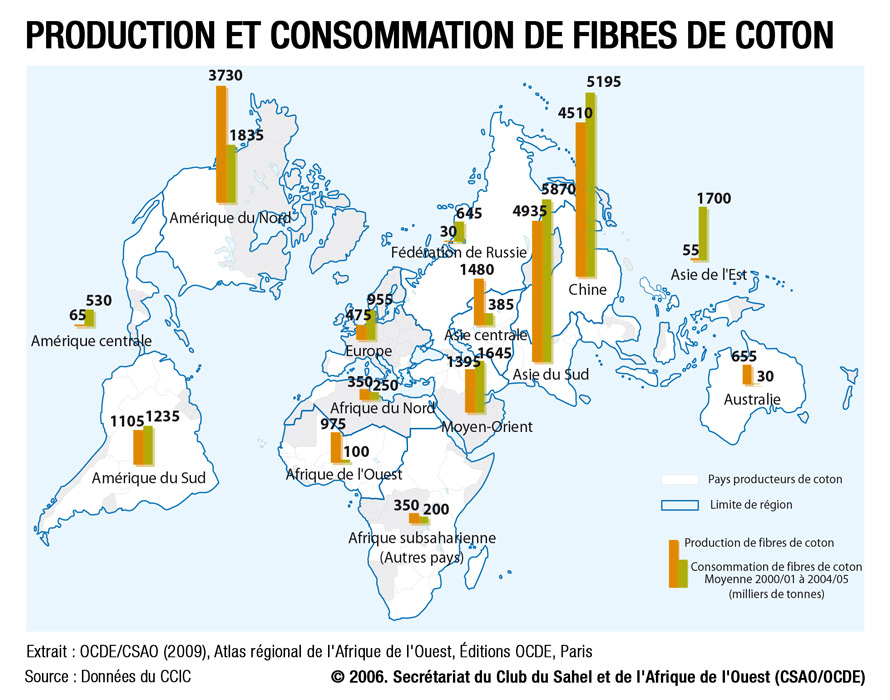 PRODUCTION ET CONSOMMATION DE FIBRES DE COTON
3730
1835
Amérique du Nord
5195
4510
Chine
5870
4935
Asie du Sud
645
30
Fédération de Russie
1700
55
Asie de l'Est
1480
385
Asie centrale
530
65
Amérique centrale
955
475
Europe
1645
1395
Moyen-Orient
655
30
Australie
350
250
Afrique du Nord
1105
1235
Amérique du Sud
975
100
Afrique de l'Ouest
350
200
Afrique subsaharienne
(Autres pays)
Pays producteurs de coton
Limite de région
Production de fibres de coton
Consommation de fibres de coton
Moyenne 2000/01 à 2004/05
(milliers de tonnes)
Extrait : OCDE/CSAO (2009), Atlas régional de l'Afrique de l'Ouest, Éditions OCDE, Paris
Source : Données du CCIC
© 2006. Secrétariat du Club du Sahel et de l'Afrique de l'Ouest (CSAO/OCDE)